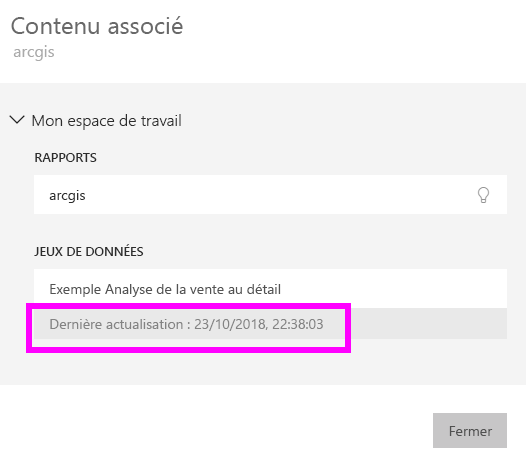 Contenu associé
arcgis
Mon espace de travail
RAPPORTS
arcgis
JEUX DE DONNÉES
Exemple Analyse de la vente au détail
Dernière actualisation : 23/10/2018, 22:38:03
Fermer